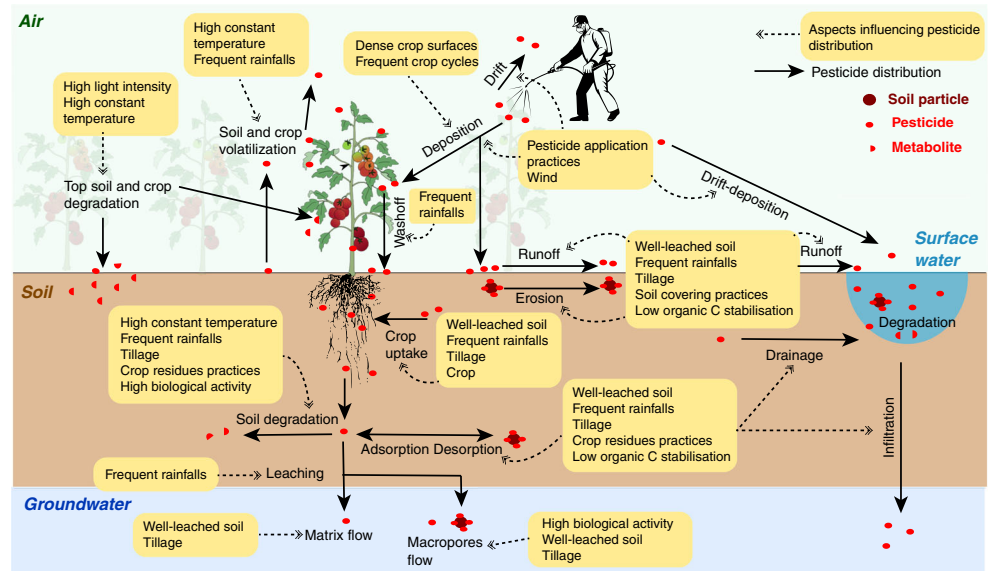 Air
High constant
temperature
Frequent rainfalls
Dense crop surfaces
Frequent crop cycles
Drift
Aspects influencing pesticide
distribution
Pesticide distribution
Soil particle
Pesticide
Metabolite
High light intensity
High constant
temperature
Soil and crop
volatilization
Deposition
Pesticide application
practices
Wind
Drift-deposition
Top soil and crop
degradation
Washoff
Frequent
rainfalls
Runoff
Erosion
Well-leached soil
Frequent rainfalls
Tillage
Soil covering practices
Low organic C stabilisation
Runoff
Surface
water
Degradation
Soil
High constant temperature
Frequent rainfalls
Tillage
Crop residues practices
High biological activity
Crop
uptake
Well-leached soil
Frequent rainfalls
Tillage
Crop
Drainage
Well-leached soil
Frequent rainfalls
Tillage
Crop residues practices
Low organic C stabilisation
Infiltration
Soil degradation
Adsorption Desorption
Frequent rainfalls
Leaching
Groundwater
Well-leached soil
Tillage
Matrix flow
Macropores
flow
High biological activity
Well-leached soil
Tillage